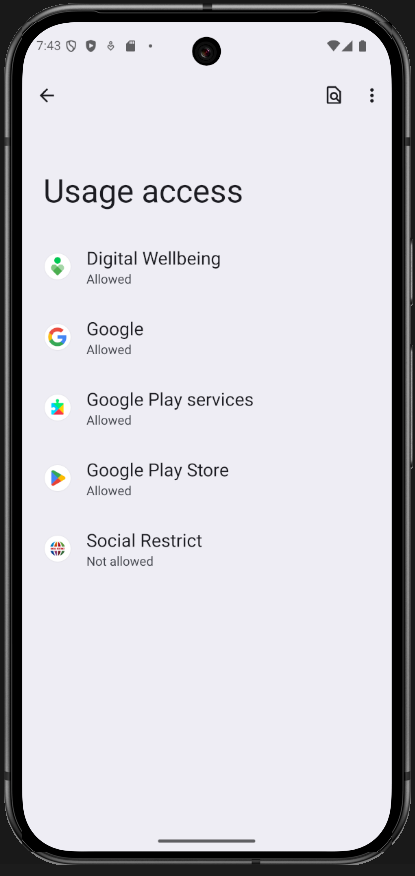 7:43
Usage access
Digital Wellbeing
Allowed
Google
Allowed
Google Play services
Allowed
Google Play Store
Allowed
Social Restrict
Not allowed